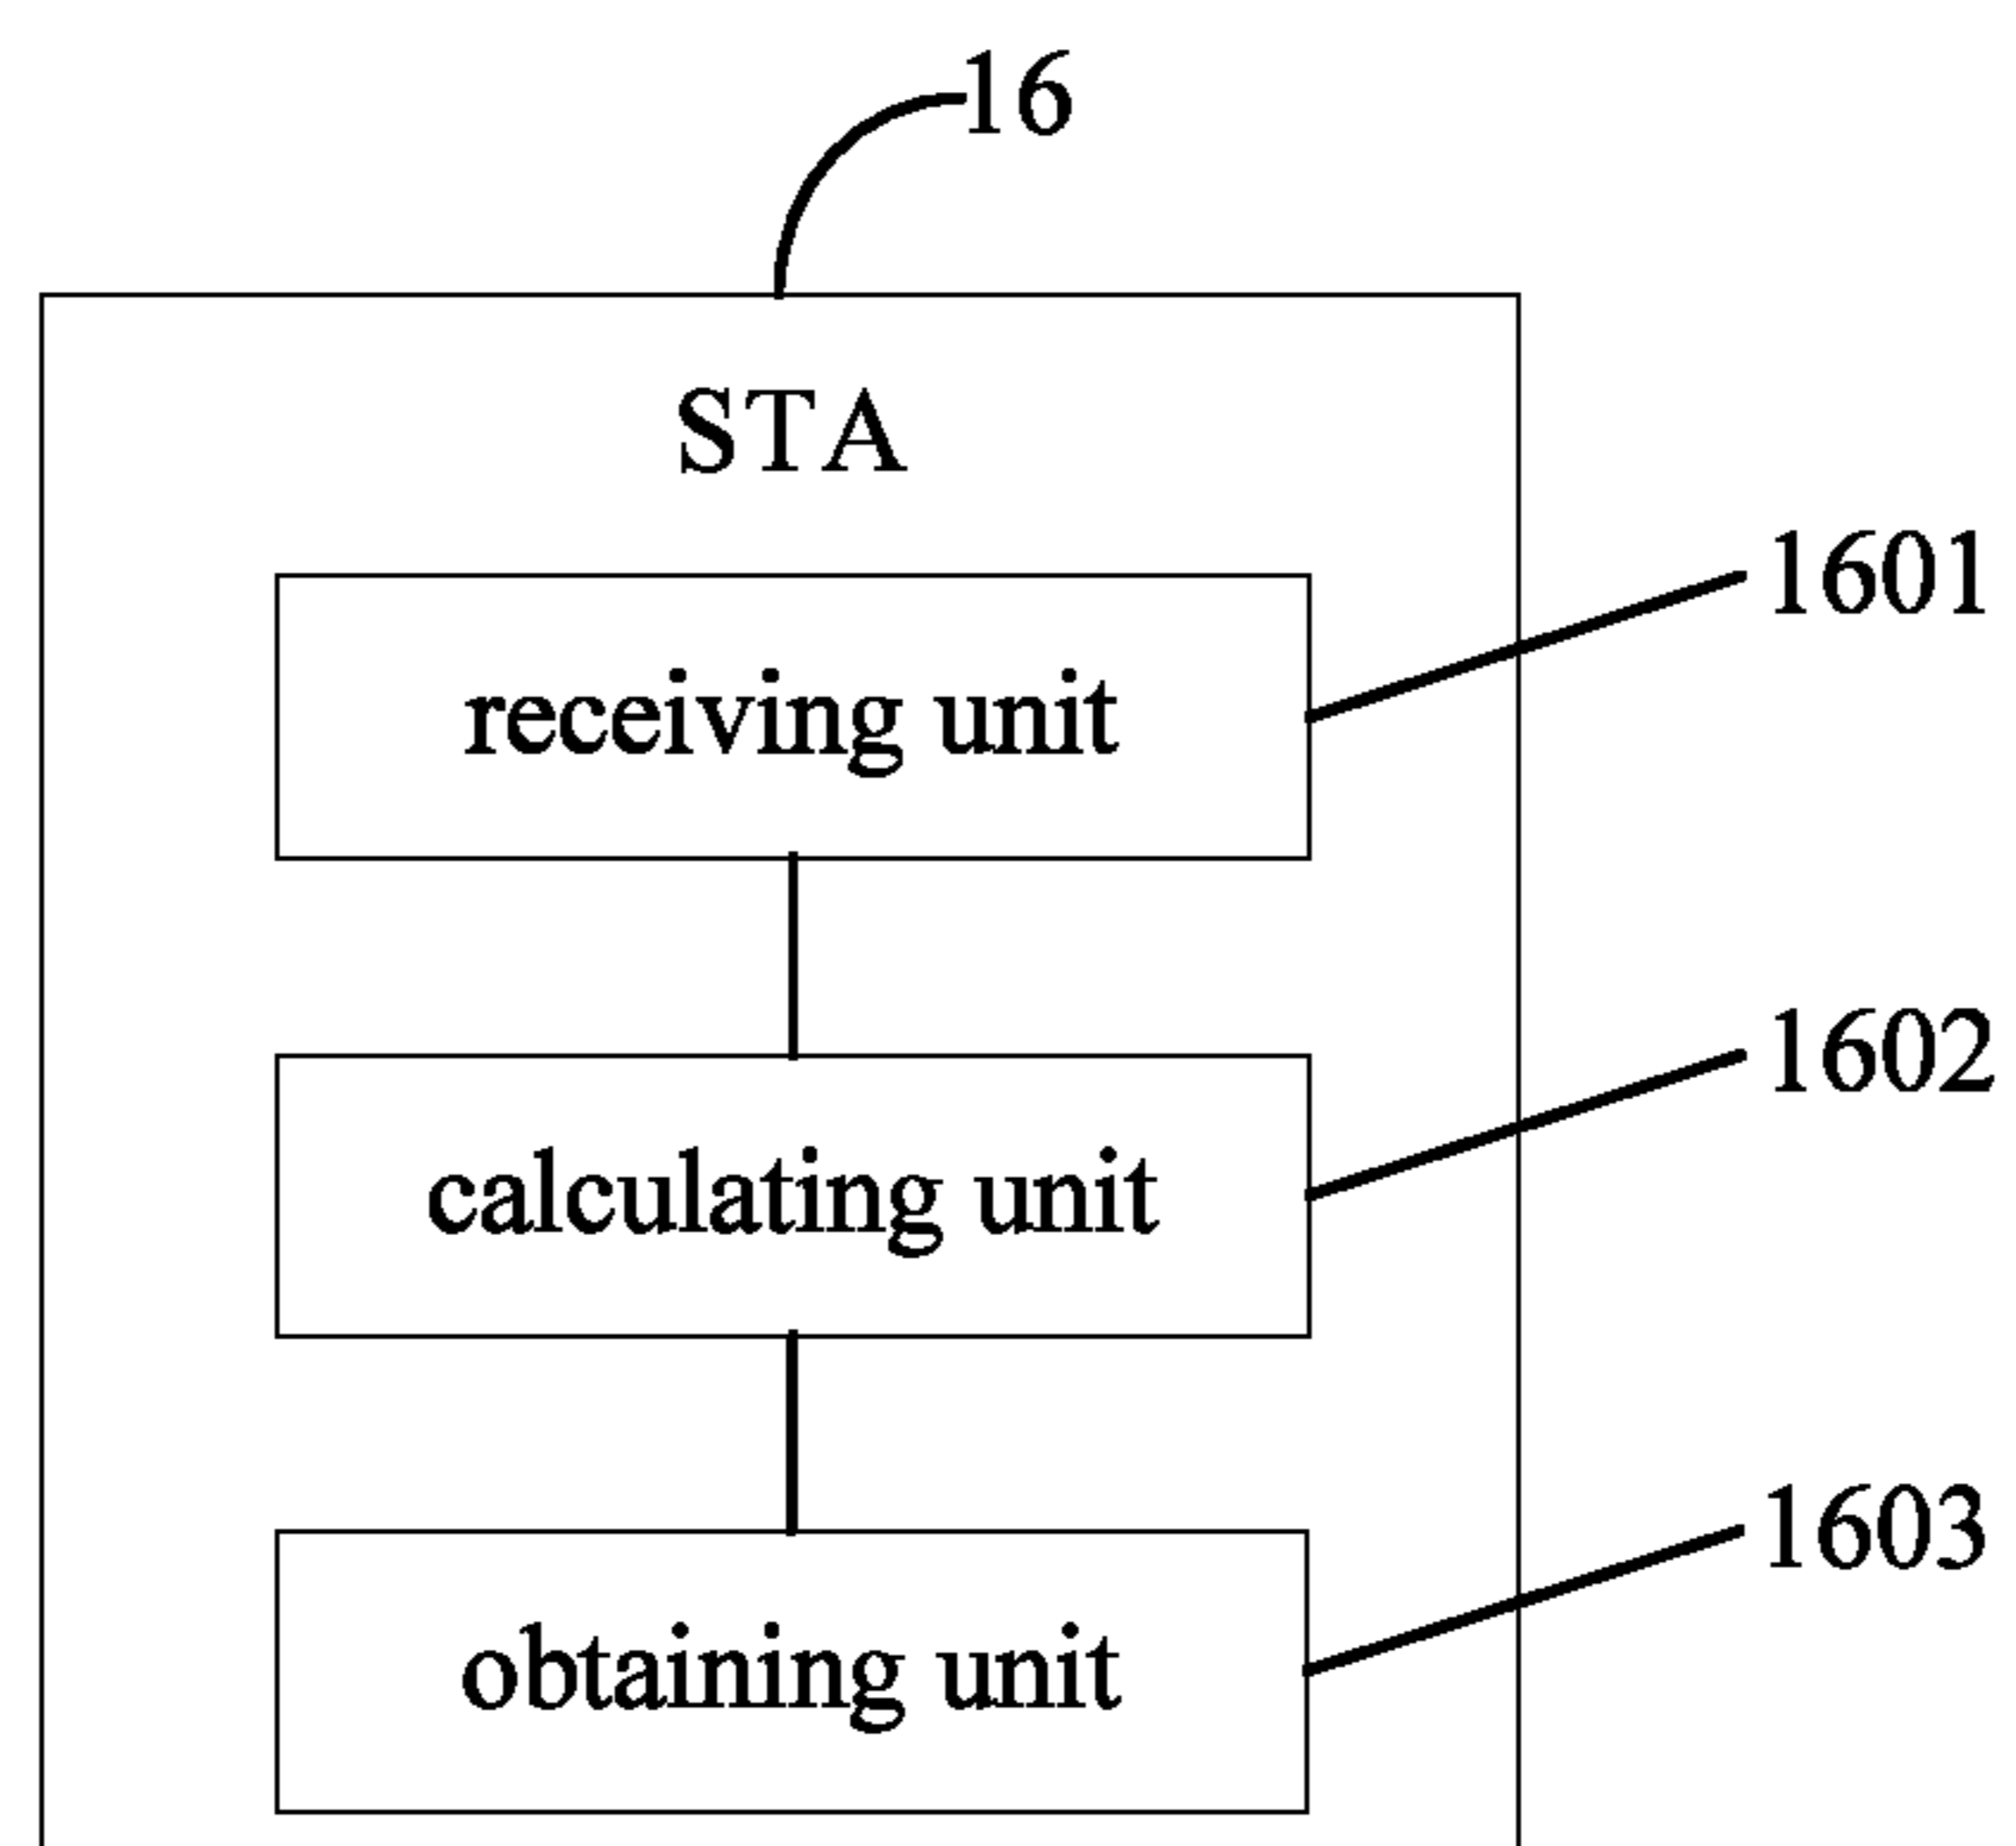 16
STA
1601
receiving unit
1602
calculating unit
1603
obtaining unit